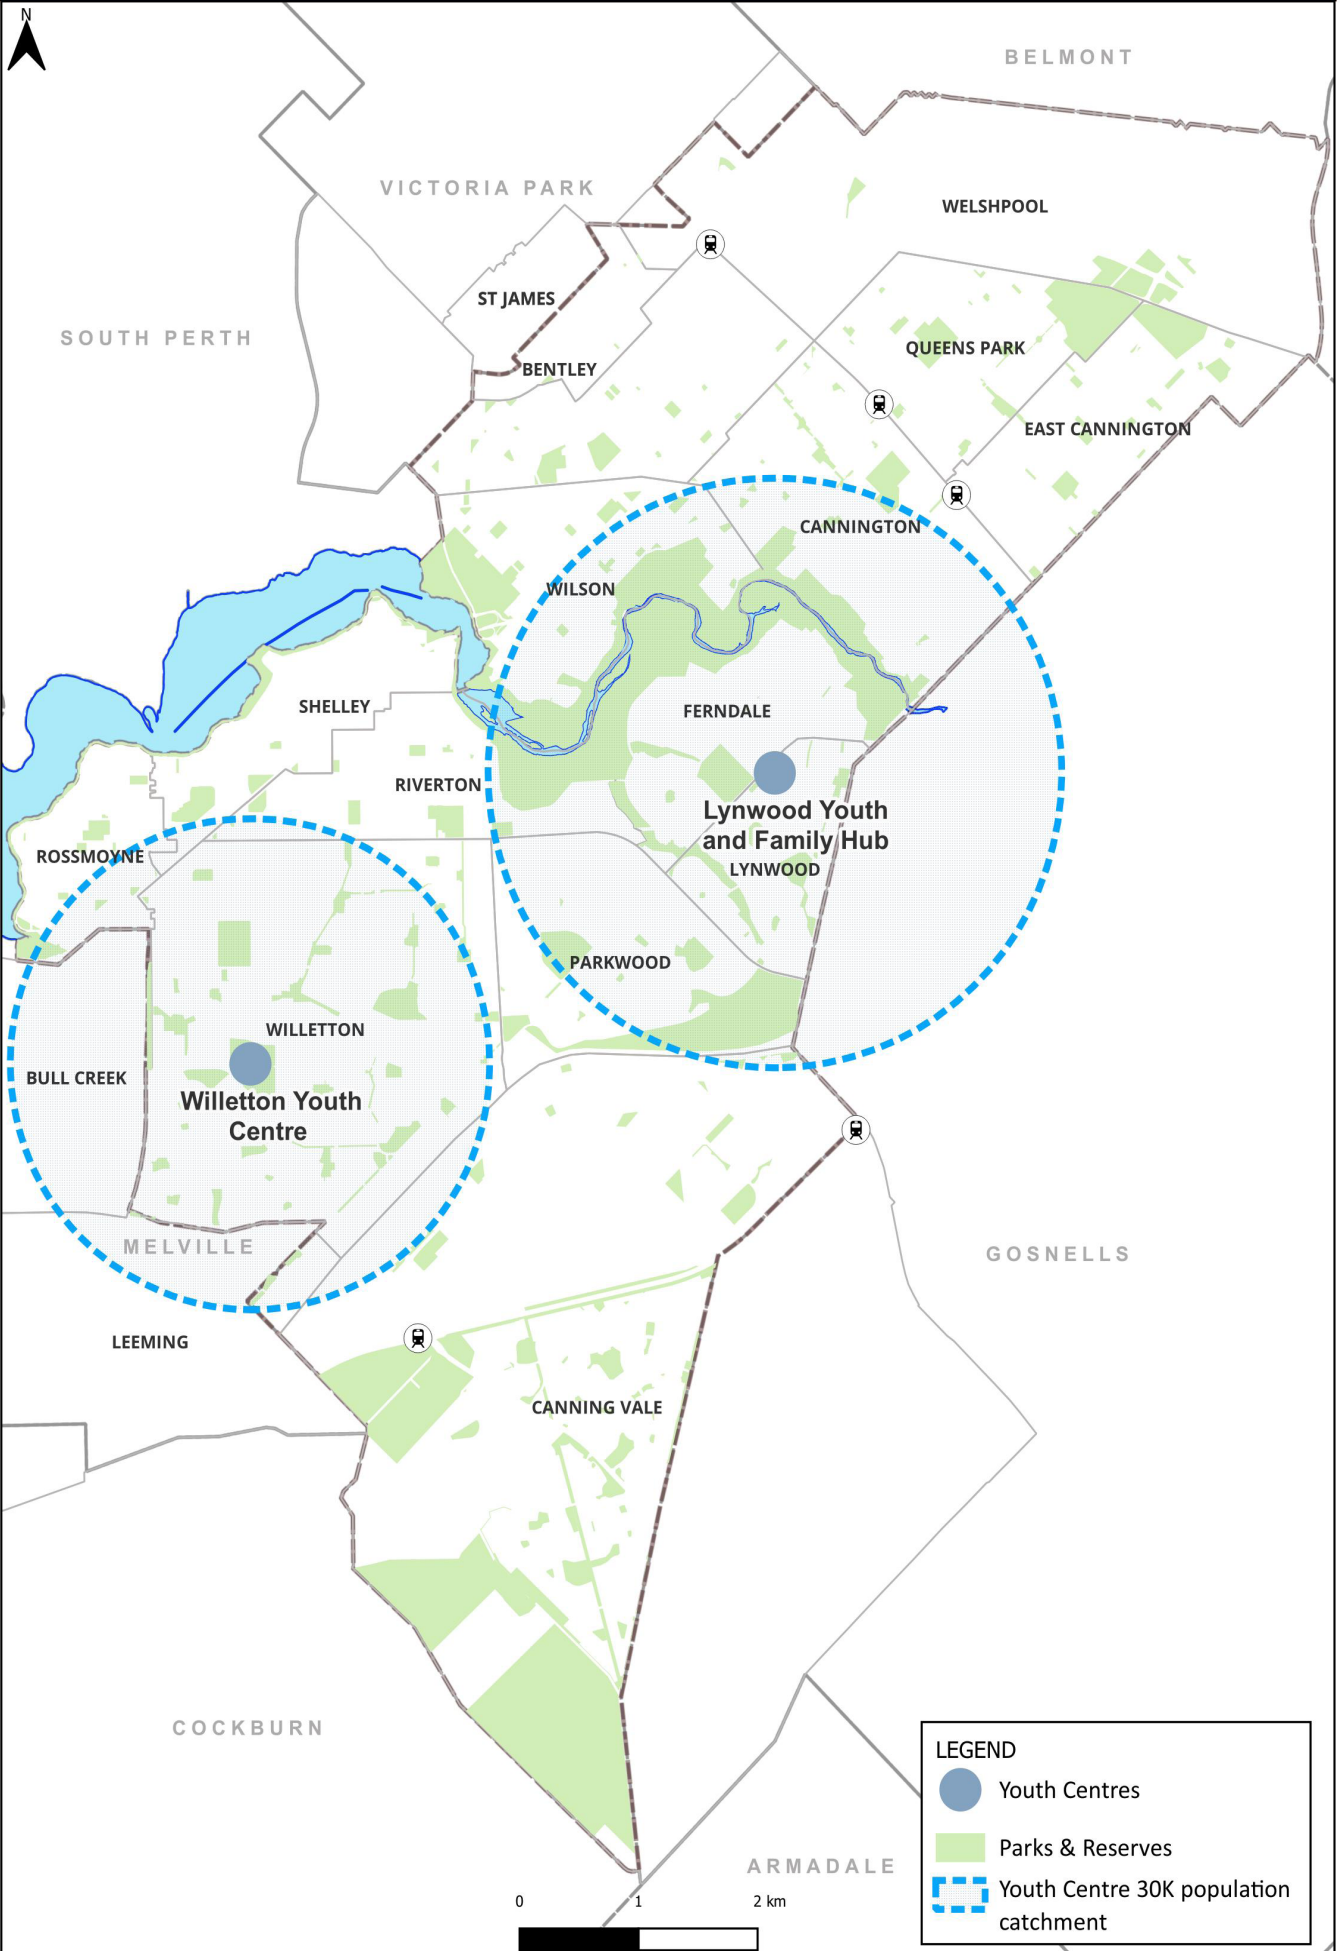 N
BELMONT
VICTORIA PARK
WELSHPOOL
ST JAMES
SOUTH PERTH
QUEENS PARK
BENTLEY
EAST CANNINGTON
CANNINGTON
WILSON
SHELLEY
FERNDALE
RIVERTON
Lynwood Youth
and Family Hub
ROSSMOYNE
LYNWOOD
PARKWOOD
WILLETTON
BULL CREEK
Willetton Youth
Centre
MELVILLE
GOSNELLS
LEEMING
CANNING VALE
COCKBURN
ARMADALE
LEGEND
Youth Centres
Parks & Reserves
Youth Centre 30K population
catchment
0 1 2 km